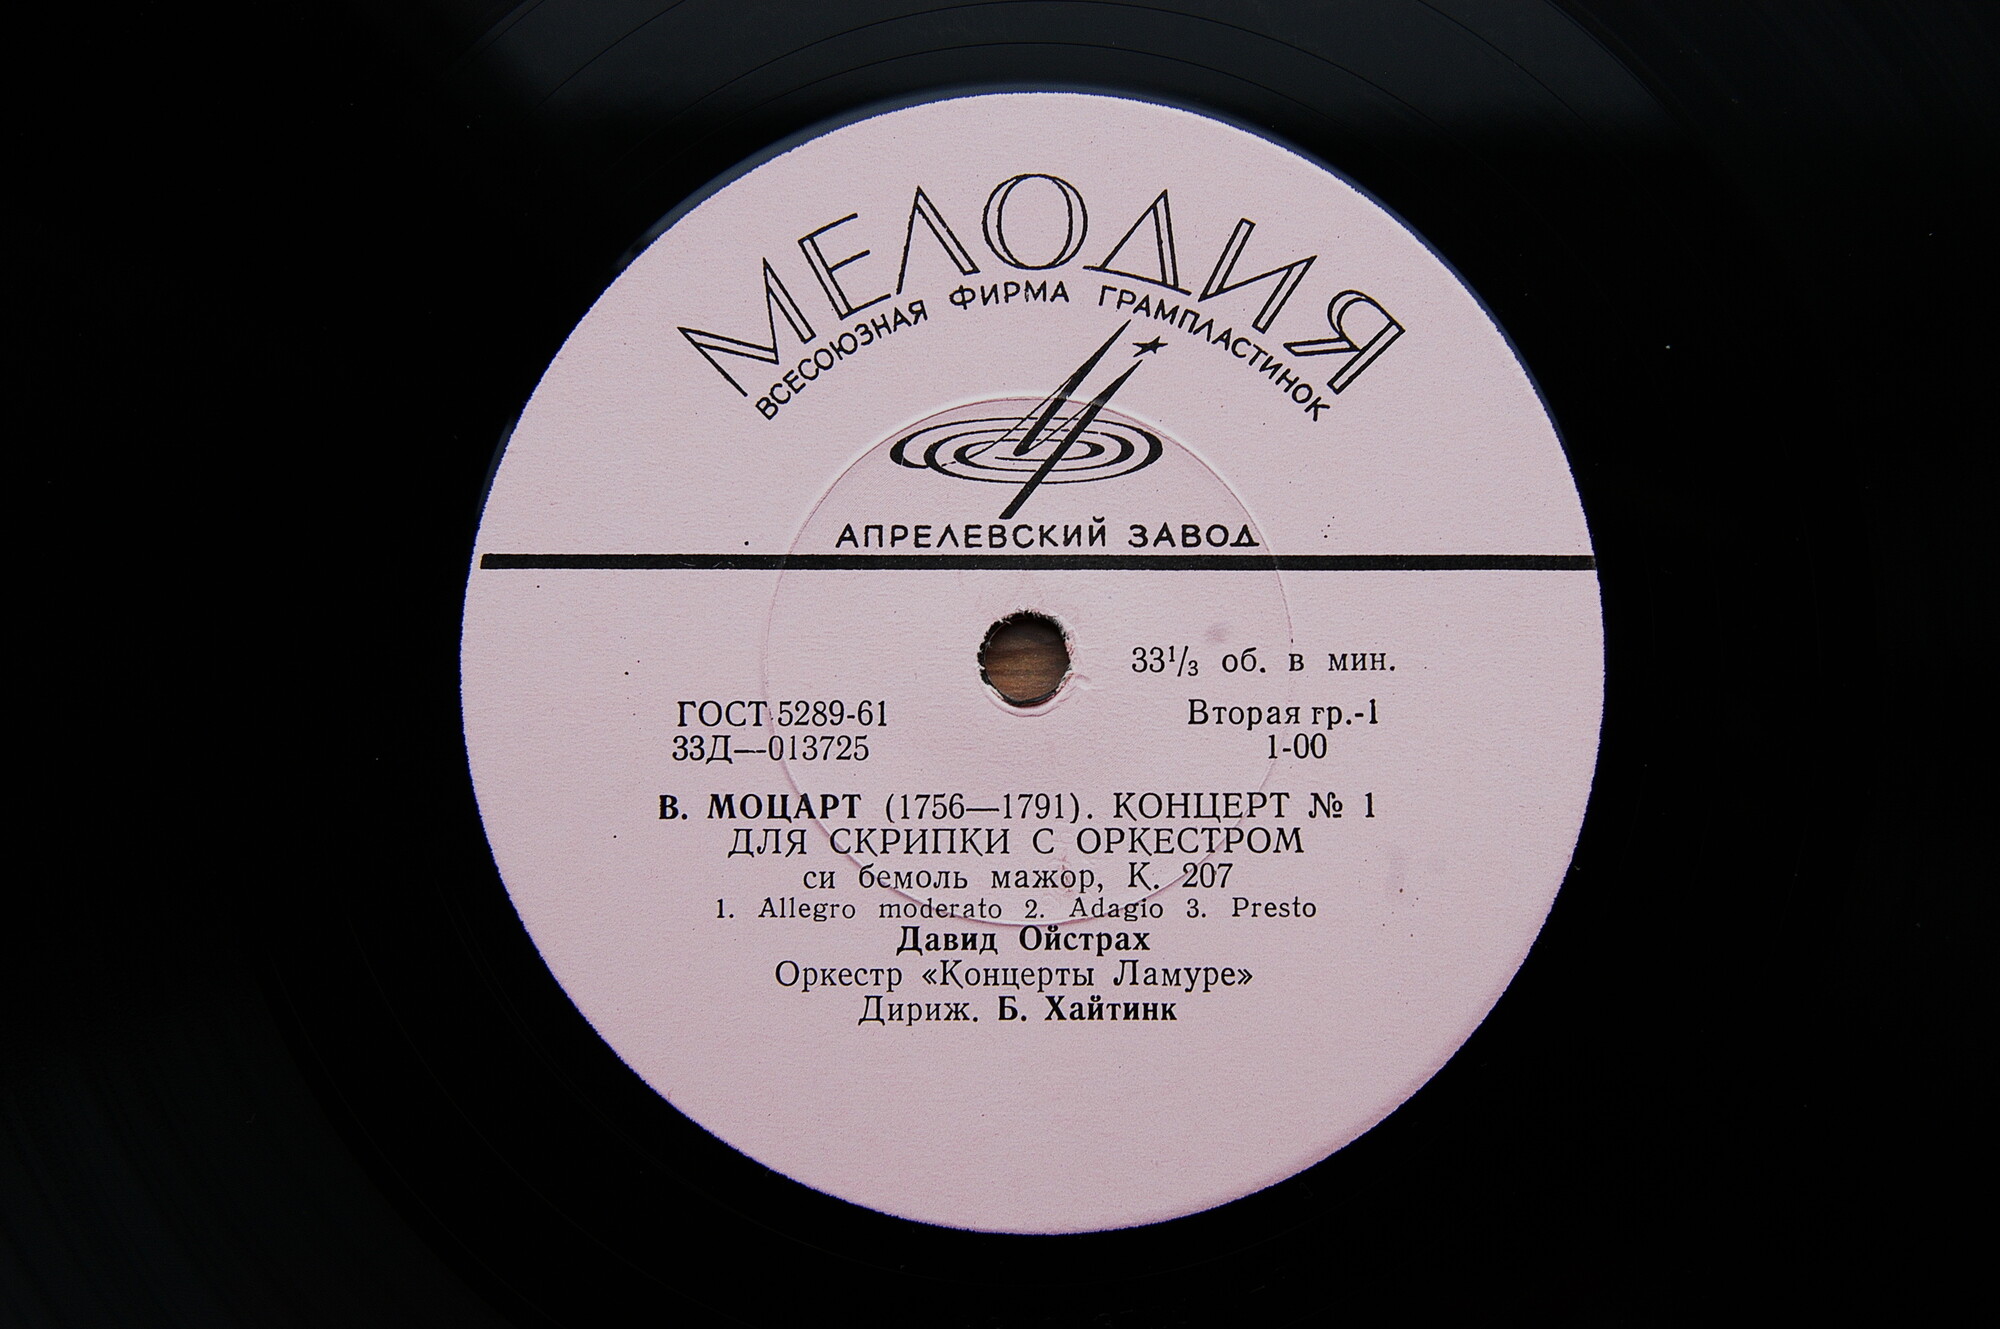 МЕЛОДИЯ
ВСЕСОЮЗНАЯ ФИРМА ГРАМПЛАСТИНОК
АПРЕЛЕВСКИЙ ЗАВОД
33¹/₃ об. в мин.
ГОСТ 5289-61 Вторая гр.-1
33Д—013725 1-00
В. МОЦАРТ (1756—1791). КОНЦЕРТ № 1
ДЛЯ СКРИПКИ С ОРКЕСТРОМ
си бемоль мажор, К. 207
1. Allegro moderato 2. Adagio 3. Presto
Давид Ойстрах
Оркестр «Концерты Ламуре»
Дириж. Б. Хайтинк